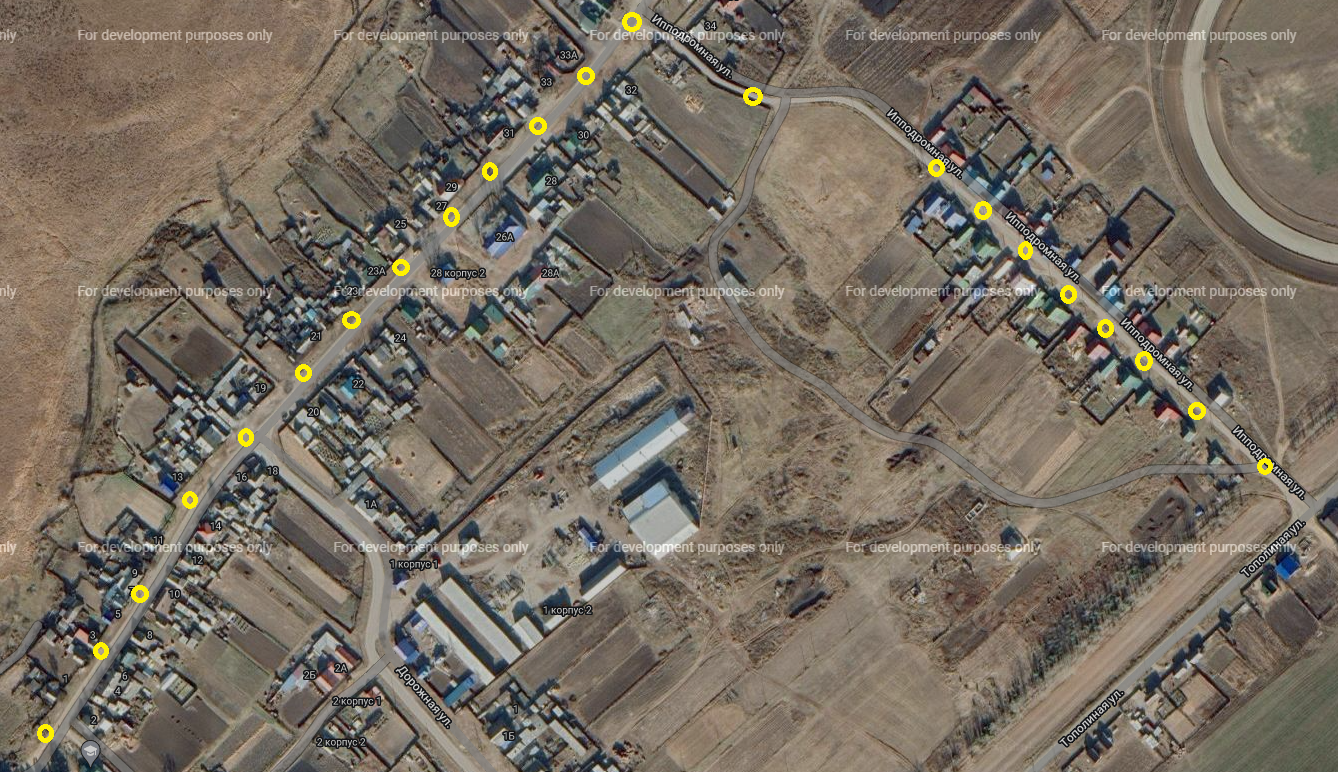 ly For development purposes only For development purposes only For development purposes only For development purposes only For development purposes only
Ипподромная ул.
34
33А
33
32
31
30
Ипподромная ул.
29
28
27
25
26А
Ипподромная ул.
23А
28 корпус 2
28А
ly For development purposes only For development purposes only For development purposes only For development purposes only For development purposes only
23
21
24
Ипподромная ул.
19
22
20
Ипподромная ул.
13
18
16
1А
14
11
Тополиная ул.
ly For development purposes only For development purposes only For development purposes only For development purposes only For development purposes only
12
1 корпус 1
9
7
10
5
1 корпус 2
3
8
2Б
2А
1
6
4
Дорожная ул.
2 корпус 1
2
1
Тополиная ул.
2 корпус 2
1Б